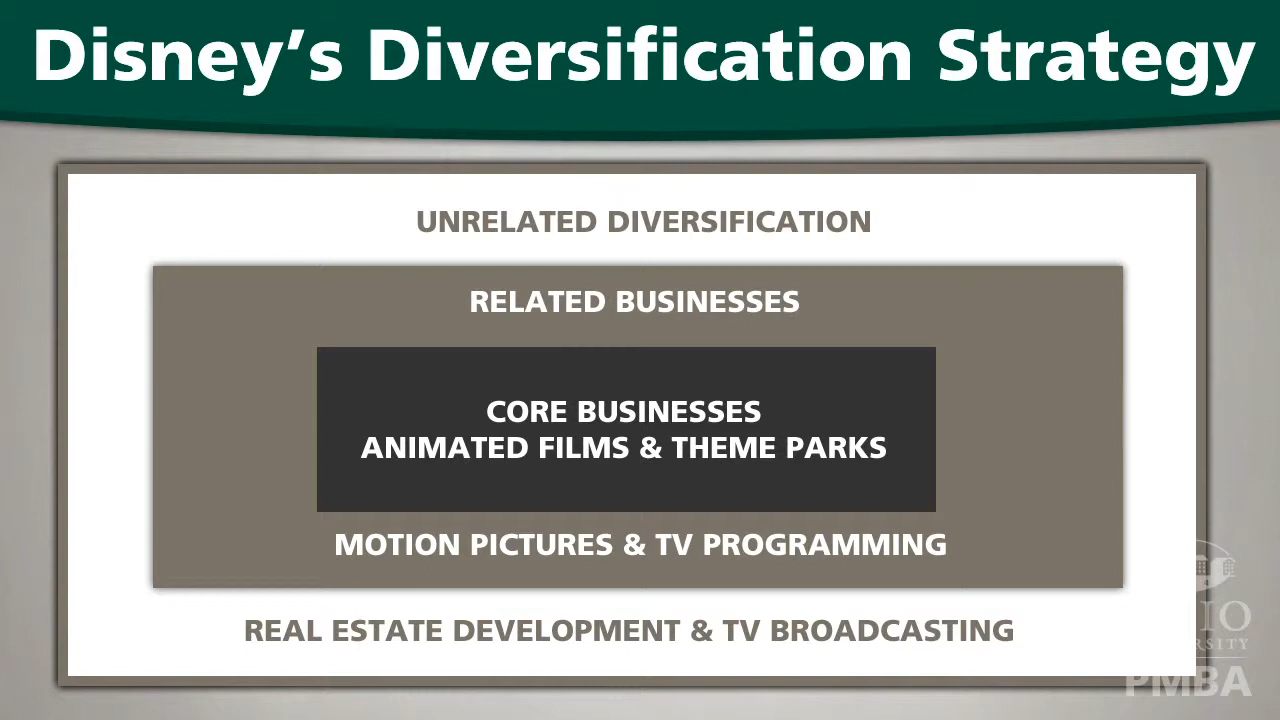 Disney’s Diversification Strategy
UNRELATED DIVERSIFICATION
RELATED BUSINESSES
CORE BUSINESSES
ANIMATED FILMS & THEME PARKS
MOTION PICTURES & TV PROGRAMMING
REAL ESTATE DEVELOPMENT & TV BROADCASTING
PMBA